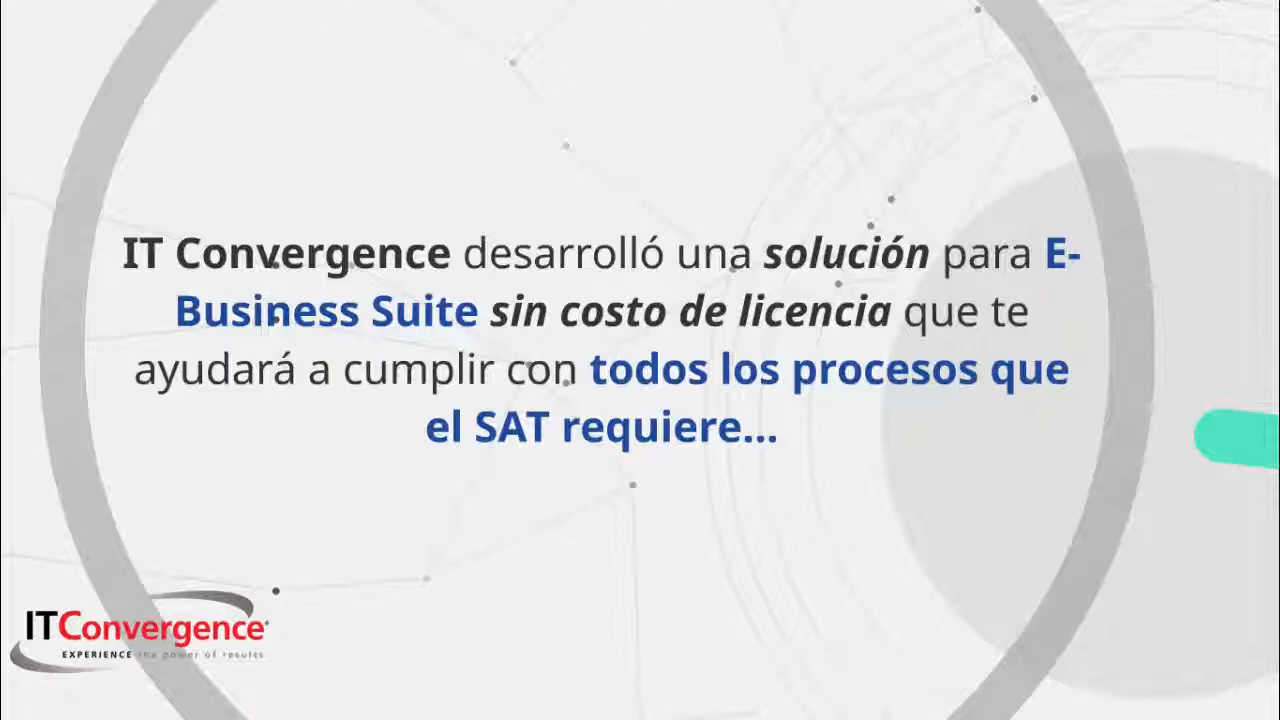 IT Convergence desarrolló una solución para E-
Business Suite sin costo de licencia que te
ayudará a cumplir con todos los procesos que
el SAT requiere...
ITConvergence
EXPERIENCE the power of results